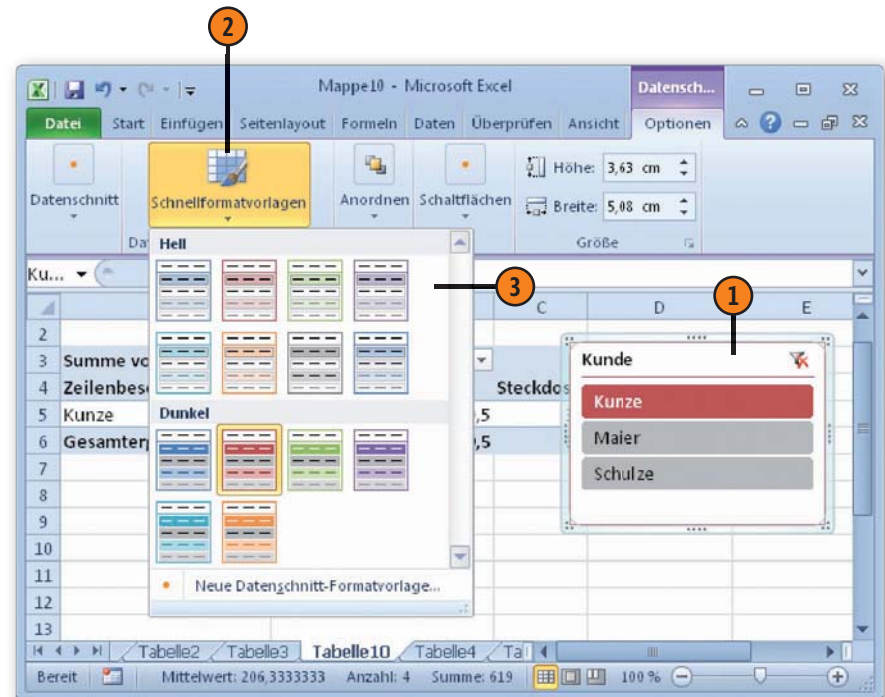 2
Mappe10 - Microsoft Excel
Datensch...
Datei Start Einfügen Seitenlayout Formeln Daten Überprüfen Ansicht Optionen
Datenschnitt
Schnellformatvorlagen
Anordnen
Schaltflächen
Höhe: 3,63 cm
Breite: 5,08 cm
Größe
Hell
Ku...
3
1
C D E
2
3 Summe vo
4 Zeilenbes
5 Kunze ,5
6 Gesamter ,5
7
8
9
10
11
12
13
Steckdos
Dunkel
Neue Datenschnitt-Formatvorlage...
Kunde
Kunze
Maier
Schulze
Tabelle2 Tabelle3 Tabelle10 Tabelle4 Ta
Bereit Mittelwert: 206,3333333 Anzahl: 4 Summe: 619 100 %